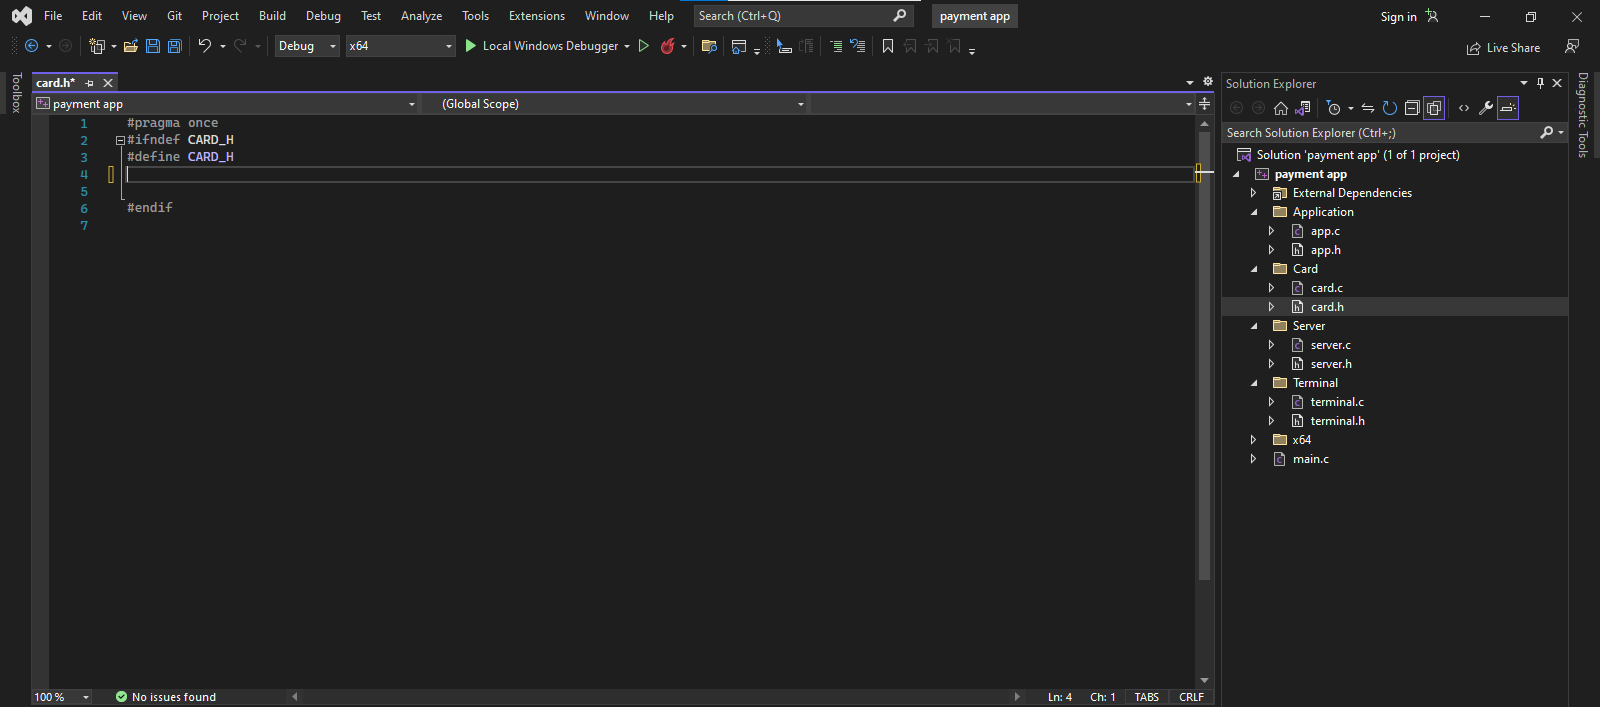 File Edit View Git Project Build Debug Test Analyze Tools Extensions Window Help Search (Ctrl+Q) payment app Sign in
Debug x64 Local Windows Debugger Live Share
Toolbox
card.h*
payment app (Global Scope)
1 #pragma once
2 #ifndef CARD_H
3 #define CARD_H
4
5
6 #endif
7
100 % No issues found Ln: 4 Ch: 1 TABS CRLF
Solution Explorer
Search Solution Explorer (Ctrl+;)
Solution 'payment app' (1 of 1 project)
payment app
External Dependencies
Application
app.c
app.h
Card
card.c
card.h
Server
server.c
server.h
Terminal
terminal.c
terminal.h
x64
main.c
Diagnostic Tools